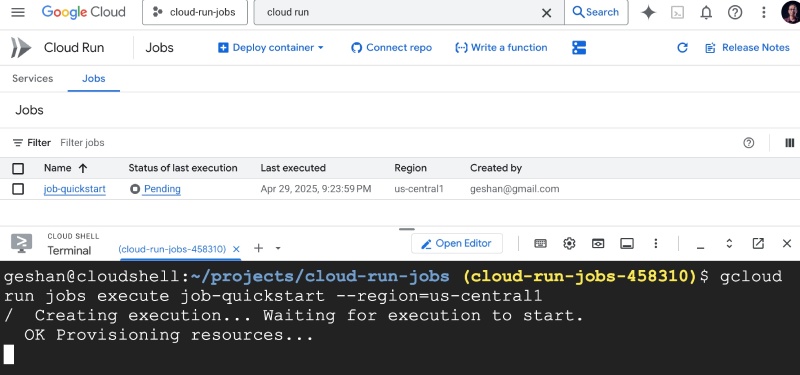 Google Cloud cloud-run-jobs cloud run Search
Cloud Run Jobs Deploy container Connect repo Write a function Release Notes
Services Jobs
Jobs
Filter Filter jobs
Name Status of last execution Last executed Region Created by
job-quickstart Pending Apr 29, 2025, 9:23:59 PM us-central1 geshan@gmail.com
CLOUD SHELL
Terminal (cloud-run-jobs-458310) Open Editor
geshan@cloudshell:~/projects/cloud-run-jobs (cloud-run-jobs-458310)$ gcloud
run jobs execute job-quickstart --region=us-central1
/ Creating execution... Waiting for execution to start.
OK Provisioning resources...